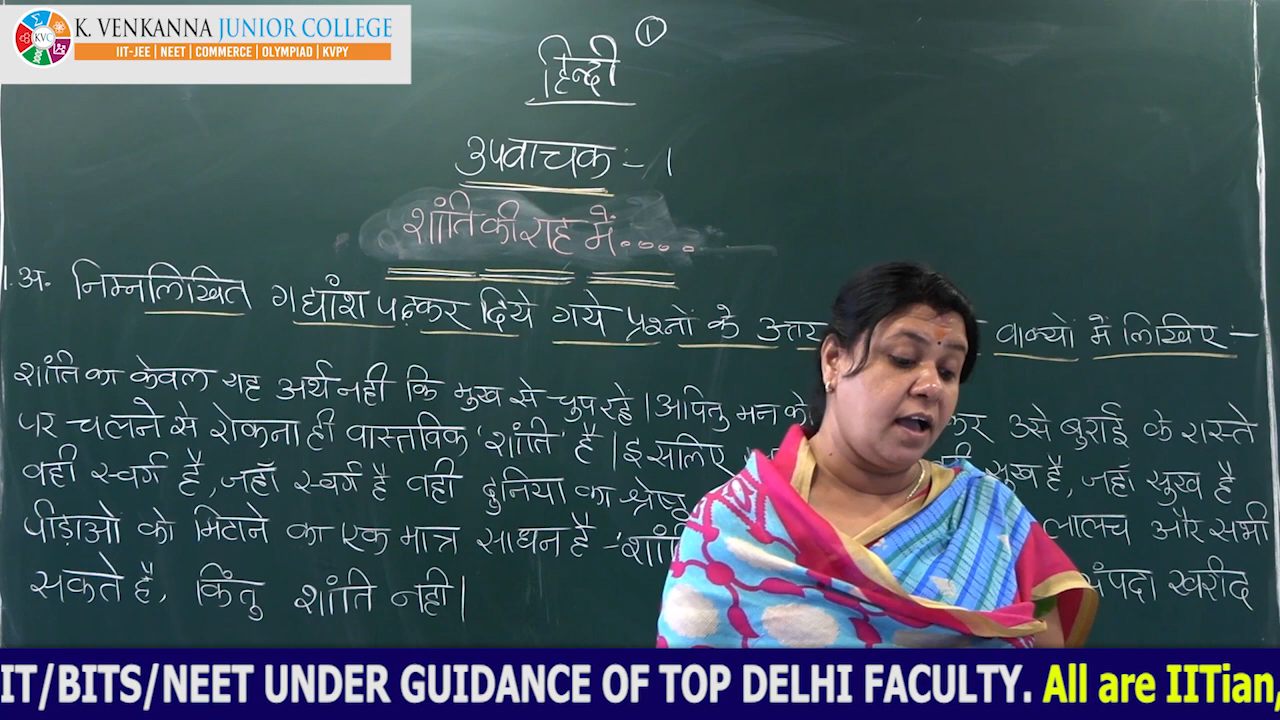 KVC K. VENKANNA JUNIOR COLLEGE
IIT-JEE | NEET | COMMERCE | OLYMPIAD | KVPY
1
हिन्दी
उपवाचक :- 1
शांति की राह में.....
1. अ. निम्नलिखित गद्यांश पढ़कर दिये गये प्रश्नों के उत्तर वाक्यों में लिखिए :-
शांति का केवल यह अर्थ नही कि मुख से चुप रहें। अपितु मन को उसे बुराई के रास्ते
पर चलने से रोकना ही वास्तविक 'शांति' है। इसलिए सुख है, जहाँ सुख है
वही स्वर्ग है, जहाँ स्वर्ग है वही दुनिया का श्रेष्ठ लालच और सभी
पीड़ाओ को मिटाने का एक मात्र साधन है - खरीद
सकते है, किंतु शांति नही।
IT/BITS/NEET UNDER GUIDANCE OF TOP DELHI FACULTY. All are IITian,